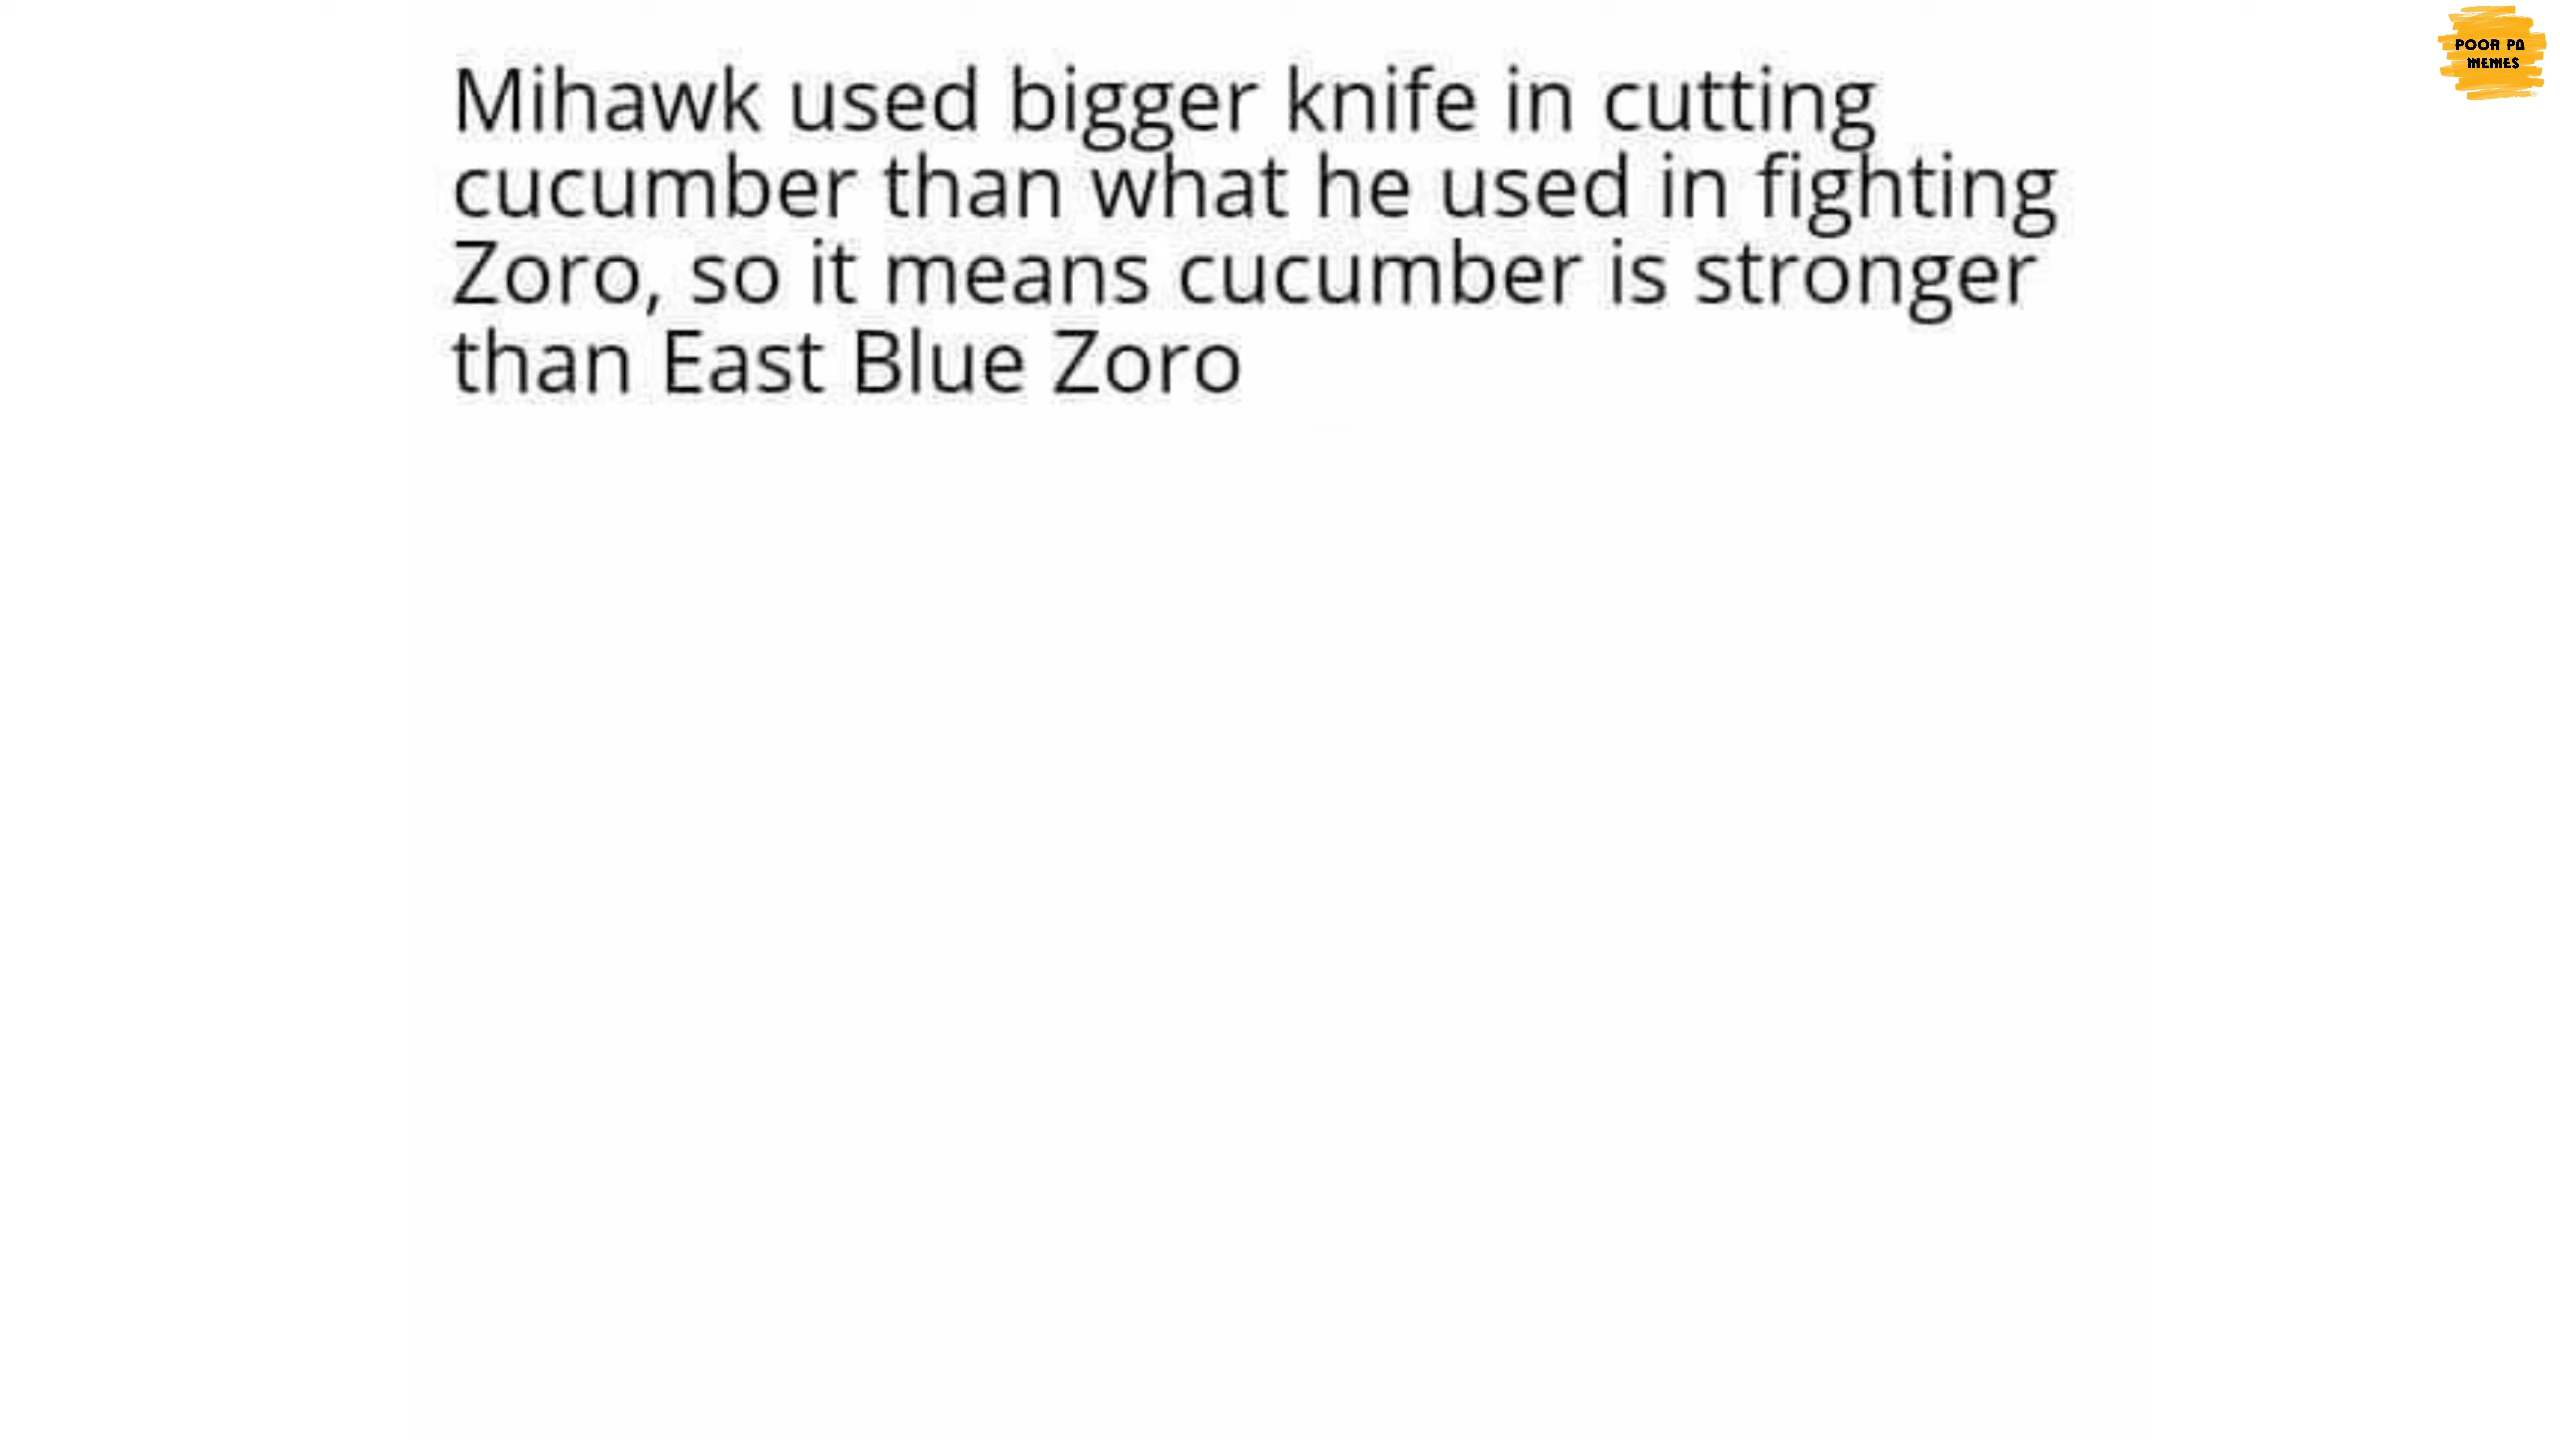 Mihawk used bigger knife in cutting
cucumber than what he used in fighting
Zoro, so it means cucumber is stronger
than East Blue Zoro
POOR PA
MEMES